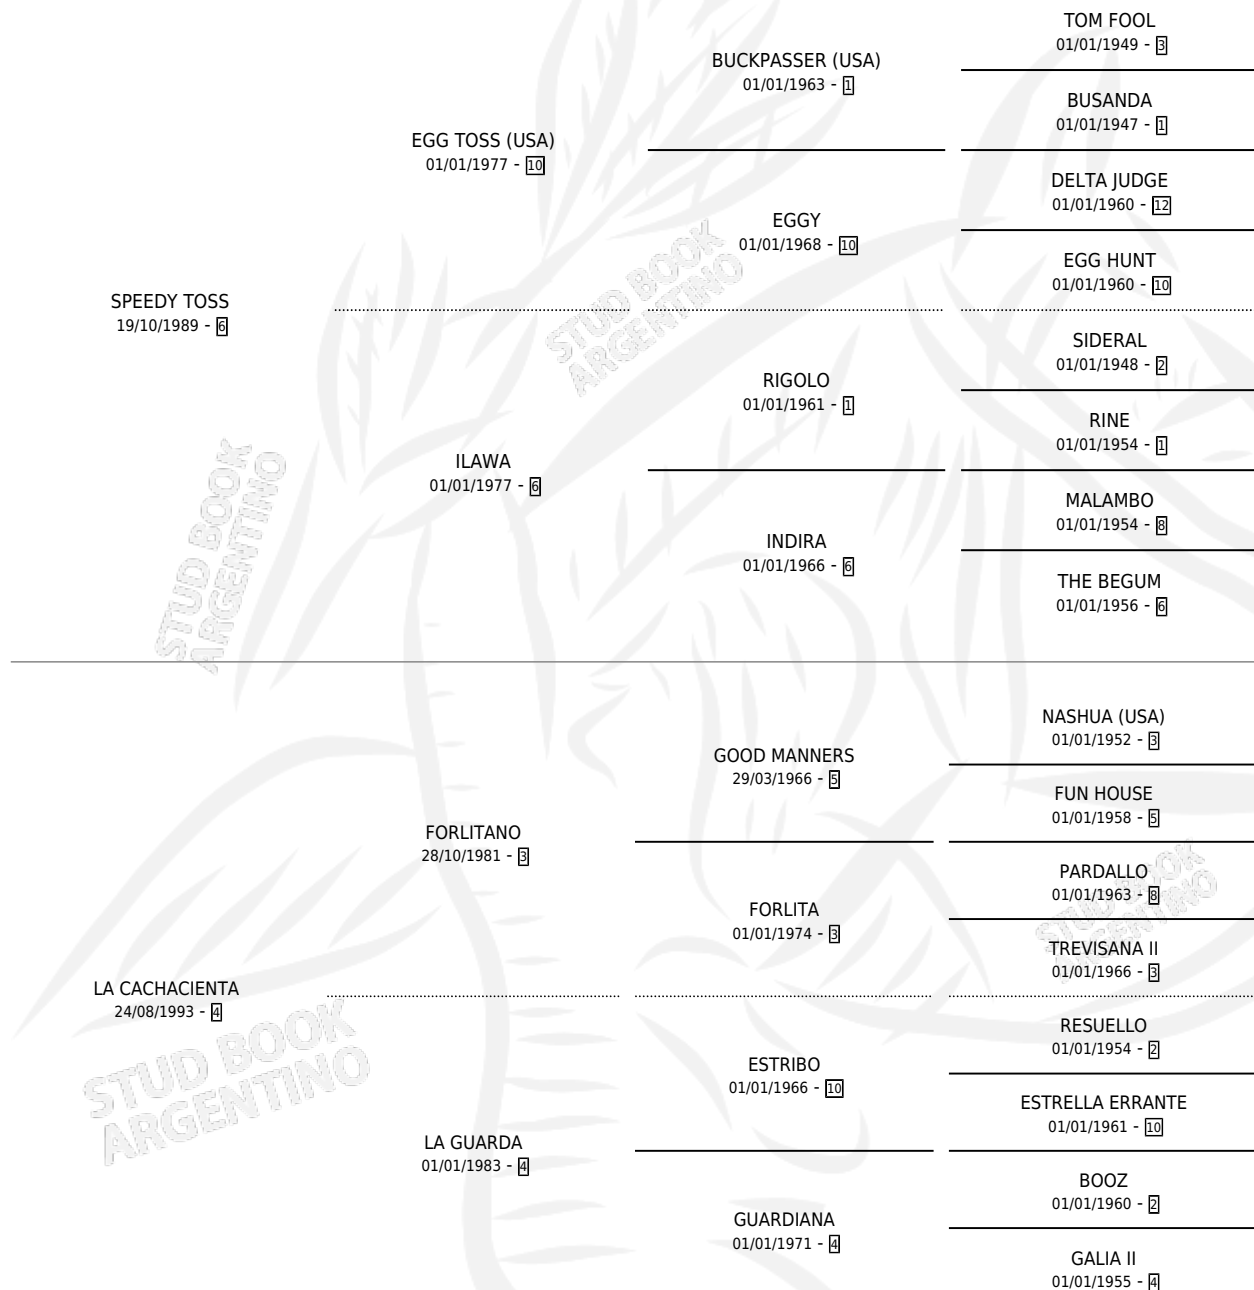 TOM FOOL
01/01/1949 - 3
BUCKPASSER (USA)
01/01/1963 - 1
BUSANDA
01/01/1947 - 1
EGG TOSS (USA)
01/01/1977 - 10
DELTA JUDGE
01/01/1960 - 12
EGGY
01/01/1968 - 10
EGG HUNT
01/01/1960 - 10
SPEEDY TOSS
19/10/1989 - 6
STUD BOOK
ARGENTINO
SIDERAL
01/01/1948 - 2
RIGOLO
01/01/1961 - 1
RINE
01/01/1954 - 1
ILAWA
01/01/1977 - 6
STUD BOOK
ARGENTINO
MALAMBO
01/01/1954 - 8
INDIRA
01/01/1966 - 6
THE BEGUM
01/01/1956 - 6
NASHUA (USA)
01/01/1952 - 3
GOOD MANNERS
29/03/1966 - 5
FUN HOUSE
01/01/1958 - 5
FORLITANO
28/10/1981 - 3
PARDALLO
01/01/1963 - 8
STUD BOOK
ARGENTINO
FORLITA
01/01/1974 - 3
TREVISANA II
01/01/1966 - 3
LA CACHACIENTA
24/08/1993 - 4
STUD BOOK
ARGENTINO
RESUELLO
01/01/1954 - 2
ESTRIBO
01/01/1966 - 10
ESTRELLA ERRANTE
01/01/1961 - 10
LA GUARDA
01/01/1983 - 4
BOOZ
01/01/1960 - 2
GUARDIANA
01/01/1971 - 4
GALIA II
01/01/1955 - 4